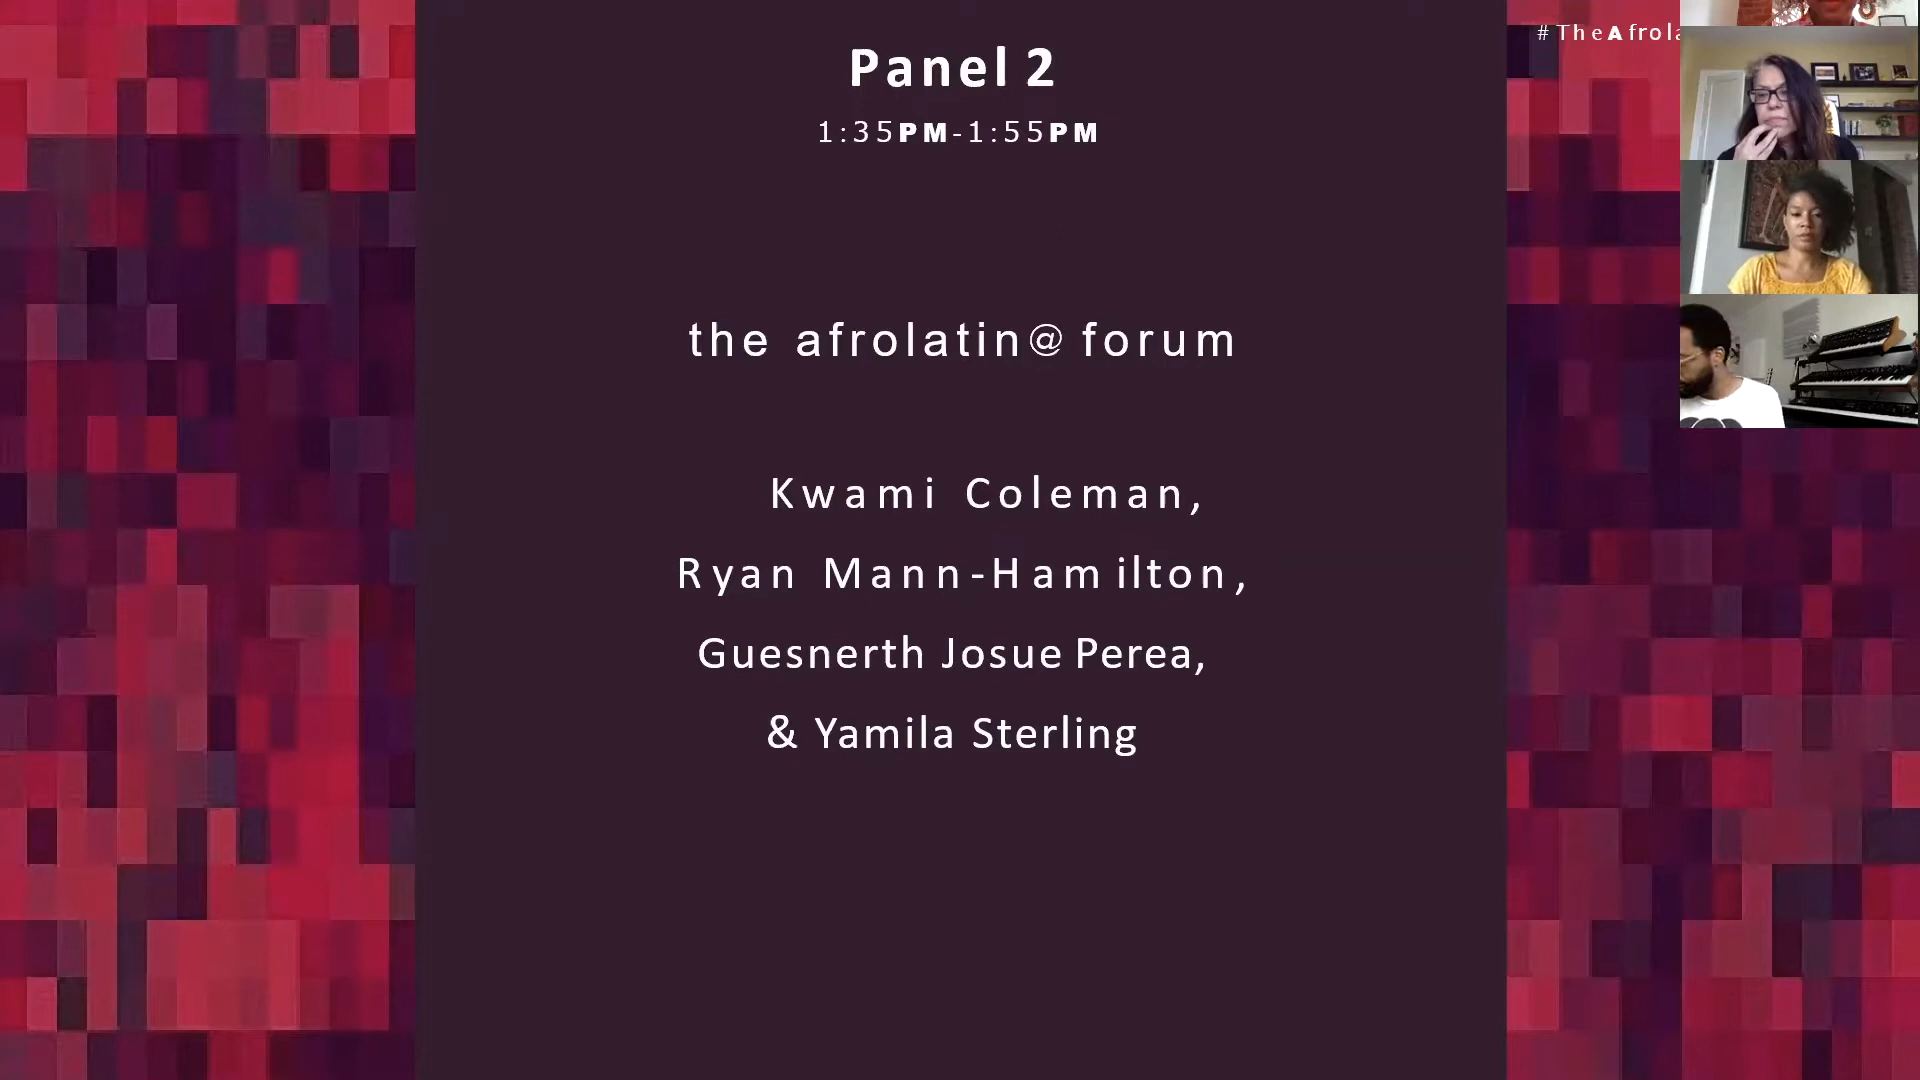 Panel 2
#TheAfrola
1:35PM-1:55PM
the afrolatin@ forum
Kwami Coleman,
Ryan Mann-Hamilton,
Guesnerth Josue Perea,
& Yamila Sterling